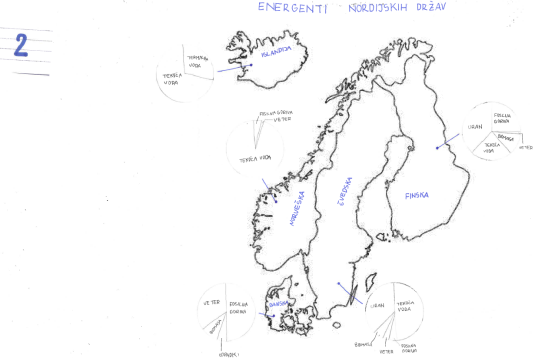 ENERGENTI NORDIJSKIH DRŽAV
2
ISLANDIJA
TERMALNA
VODA
TEKOČA
VODA
FOSILNA GORIVA
VETER
TEKOČA VODA
NORVEŠKA
ŠVEDSKA
FINSKA
URAN
FOSILNA
GORIVA
BIOMASA
VETER
TEKOČA
VODA
DANSKA
VETER
FOSILNA
GORIVA
BIOMASA
URAN
TEKOČA
VODA
BIOMASA
VETER
FOSILNA
GORIVA